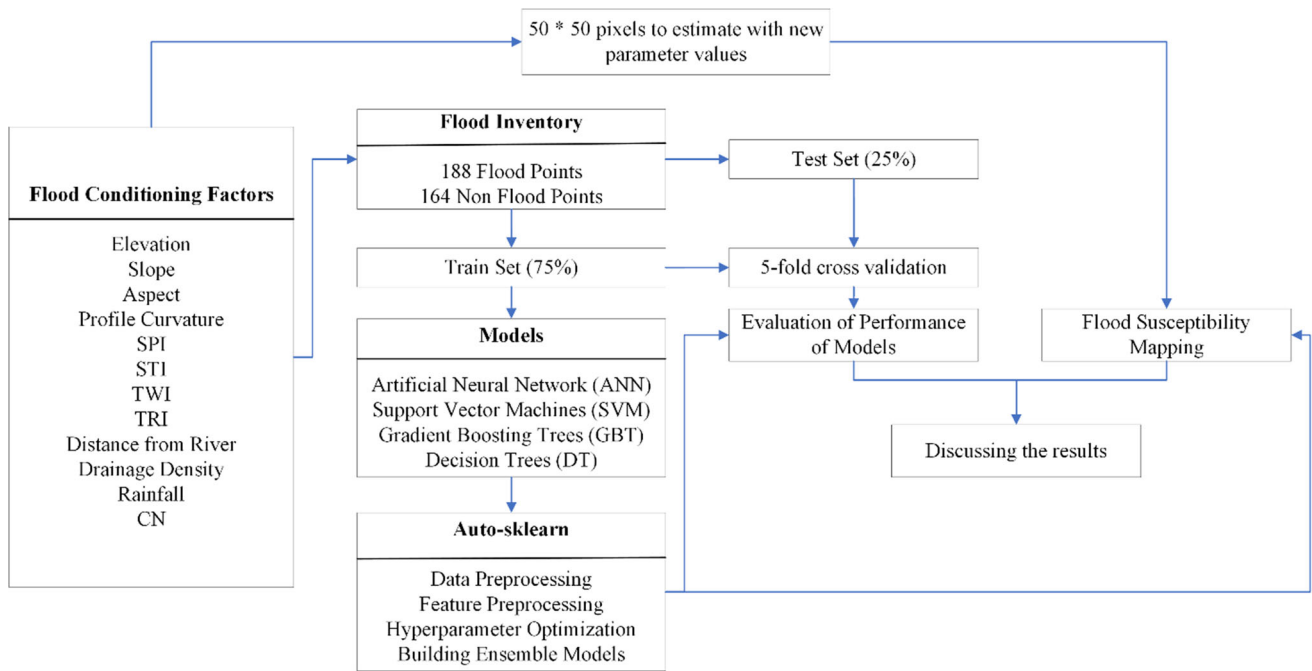 50 * 50 pixels to estimate with new
parameter values
Flood Conditioning Factors
Elevation
Slope
Aspect
Profile Curvature
SPI
STI
TWI
TRI
Distance from River
Drainage Density
Rainfall
CN
Flood Inventory
188 Flood Points
164 Non Flood Points
Train Set (75%)
Models
Artificial Neural Network (ANN)
Support Vector Machines (SVM)
Gradient Boosting Trees (GBT)
Decision Trees (DT)
Auto-sklearn
Data Preprocessing
Feature Preprocessing
Hyperparameter Optimization
Building Ensemble Models
Test Set (25%)
5-fold cross validation
Evaluation of Performance
of Models
Flood Susceptibility
Mapping
Discussing the results